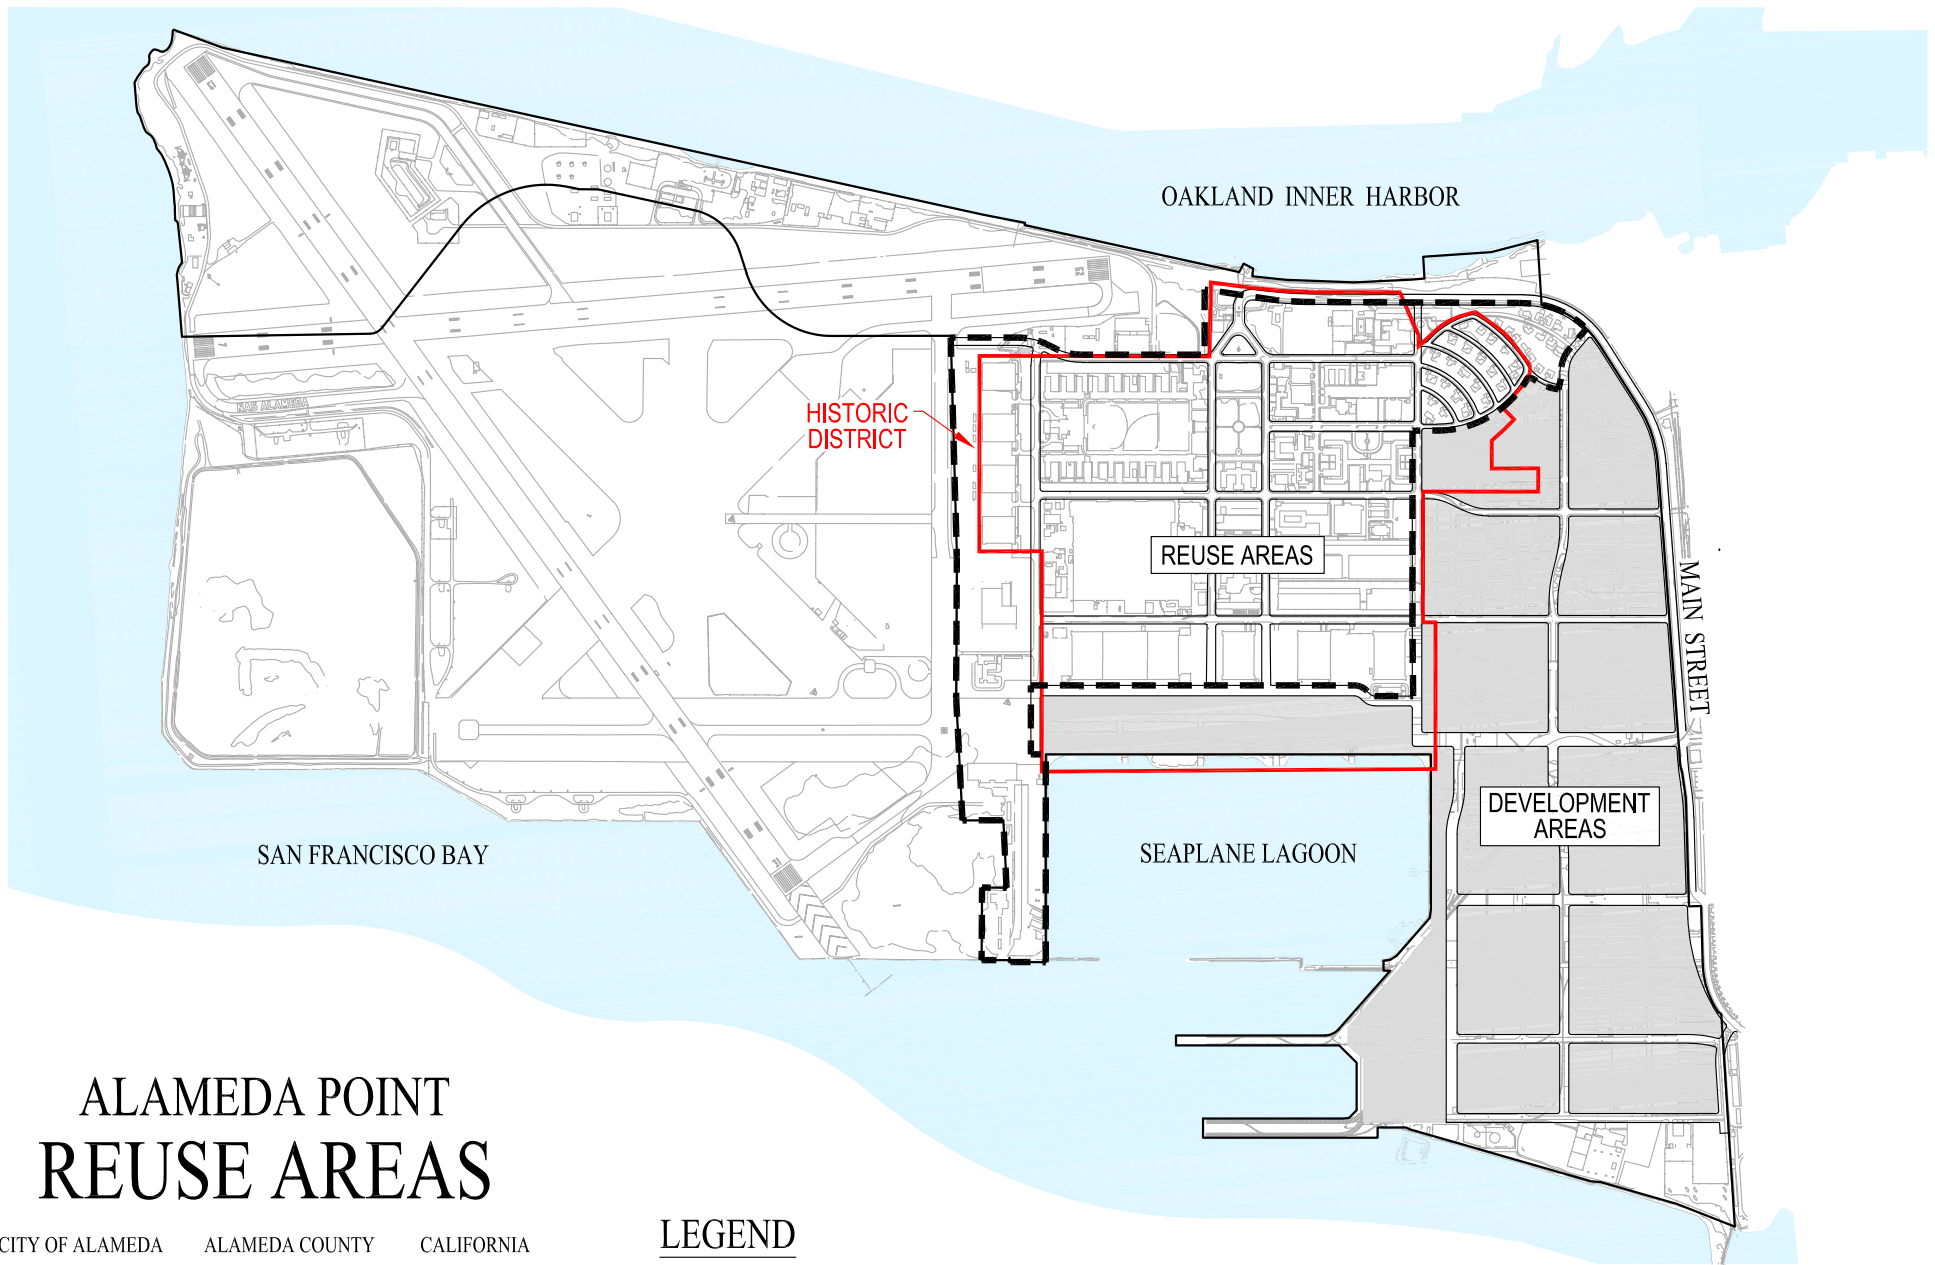 OAKLAND INNER HARBOR
NAS ALAMEDA
HISTORIC
DISTRICT
REUSE AREAS
MAIN STREET
DEVELOPMENT
AREAS
SAN FRANCISCO BAY
SEAPLANE LAGOON
ALAMEDA POINT
REUSE AREAS
CITY OF ALAMEDA ALAMEDA COUNTY CALIFORNIA
LEGEND